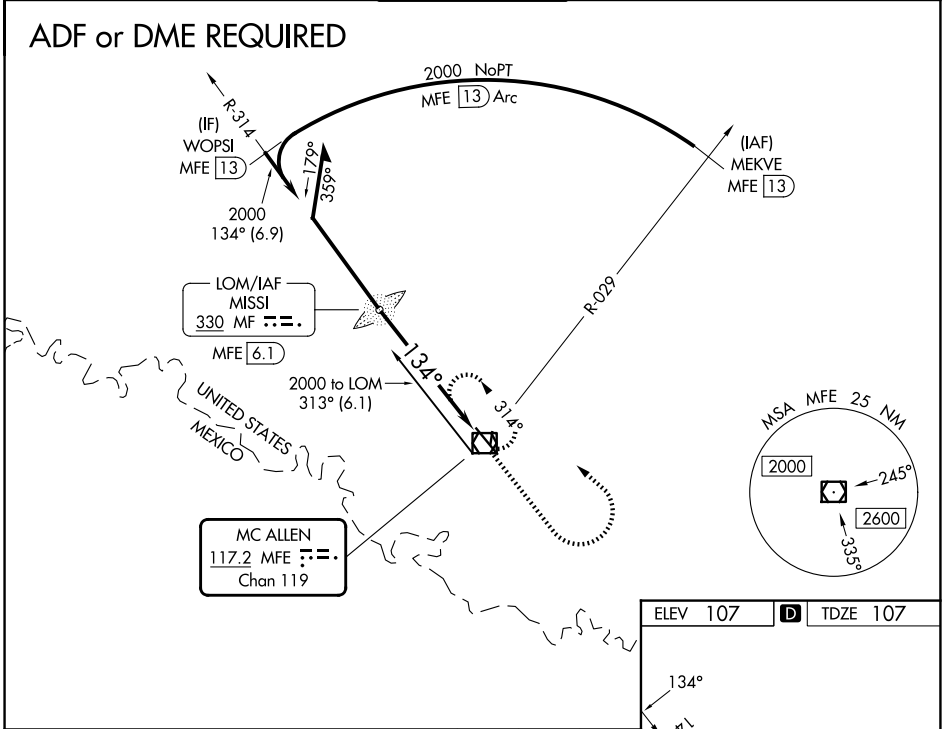 ADF or DME REQUIRED
2000 NoPT
MFE 13 Arc
R-314
(IF)
WOPSI
MFE 13
(IAF)
MEKVE
MFE 13
179°
359°
2000
134° (6.9)
R-029
LOM/IAF
MISSI
330 MF
MFE 6.1
134°
2000 to LOM
313° (6.1)
314°
UNITED STATES
MEXICO
MSA MFE 25 NM
2000
245°
2600
335°
MC ALLEN
117.2 MFE
Chan 119
ELEV 107 D TDZE 107
134°